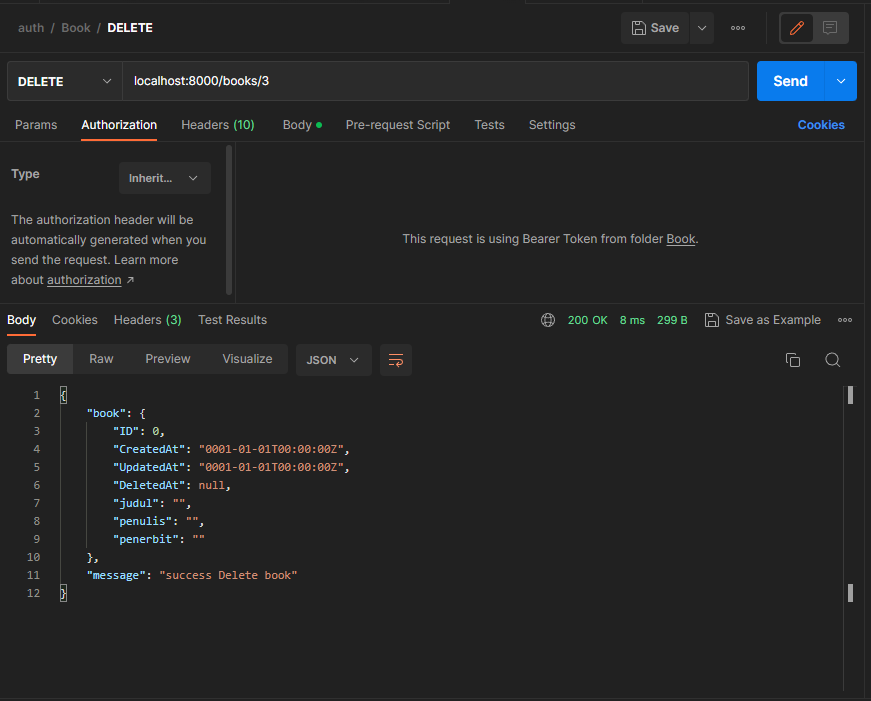 auth / Book / DELETE
Save
DELETE
localhost:8000/books/3
Send
Params Authorization Headers (10) Body Pre-request Script Tests Settings Cookies
Type
Inherit...
The authorization header will be
automatically generated when you
send the request. Learn more
about authorization ↗
This request is using Bearer Token from folder Book.
Body Cookies Headers (3) Test Results
200 OK 8 ms 299 B Save as Example
Pretty Raw Preview Visualize JSON
1 {
2 "book": {
3 "ID": 0,
4 "CreatedAt": "0001-01-01T00:00:00Z",
5 "UpdatedAt": "0001-01-01T00:00:00Z",
6 "DeletedAt": null,
7 "judul": "",
8 "penulis": "",
9 "penerbit": ""
10 },
11 "message": "success Delete book"
12 }